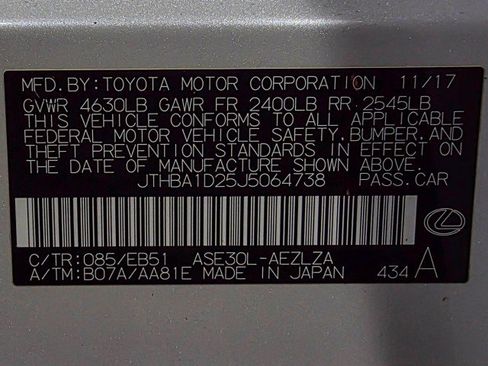 MFD. BY: TOYOTA MOTOR CORPORATION 11/17
GVWR 4630LB GAWR FR 2400LB RR 2545LB
THIS VEHICLE CONFORMS TO ALL APPLICABLE
FEDERAL MOTOR VEHICLE SAFETY, BUMPER, AND
THEFT PREVENTION STANDARDS IN EFFECT ON
THE DATE OF MANUFACTURE SHOWN ABOVE.
JTHBA1D25J5064738 PASS. CAR
C/TR: 085/EB51 ASE30L-AEZLZA
A/TM: B07A/AA81E MADE IN JAPAN 434 A